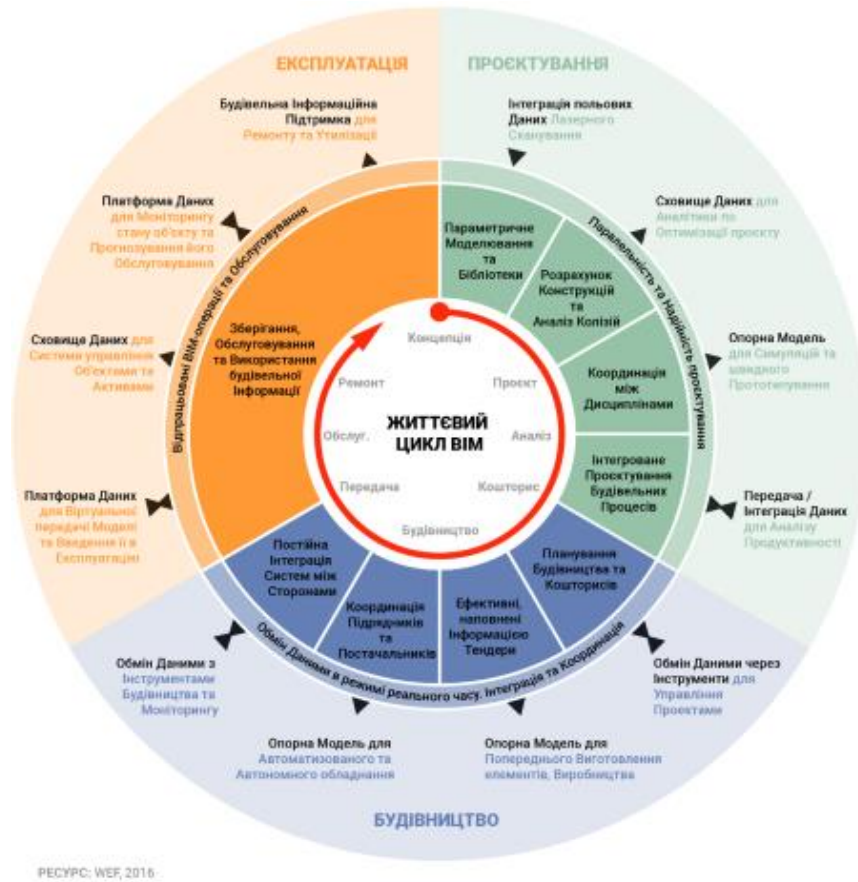 ЕКСПЛУАТАЦІЯ
ПРОЄКТУВАННЯ
Будівельна Інформаційна
Підтримка для
Ремонту та Утилізації
Інтеграція польових
Даних Лазерного
Сканування
Платформа Даних
для Моніторингу
стану об'єкту та
Прогнозування його
Обслуговування
Сховище Даних для
Аналітики по
Оптимізації проєкту
Сховище Даних для
Система управління
Об'єктами та
Активами
Опорна Модель
для Симуляцій та
швидкого
Прототипування
Платформа Даних
для Віртуальної
передачі Моделі
та Введення її в
Експлуатацію
Передача /
Інтеграція Даних
для Аналізу
Продуктивності
Відпрацьовані BIM-операції та Обслуговування
Паралельність та Надійність проєктування
Параметричне
Моделювання
та
Бібліотеки
Розрахунок
Конструкцій
та
Аналіз Колізій
Координація
між
Дисциплінами
Інтегроване
Проєктування
Будівельних
Процесів
Зберігання,
Обслуговування
та Використання
будівельної
Інформації
Концепція
Ремонт
Проєкт
ЖИТТЄВИЙ
ЦИКЛ BIM
Обслуг.
Аналіз
Передача
Кошторис
Будівництво
Постійна
Інтеграція
Систем між
Сторонами
Координація
Підрядників
та
Постачальників
Ефективні,
наповнені
Інформацією
Тендери
Планування
Будівництва та
Кошторисів
Обмін Даними в режимі реального часу. Інтеграція та Координація
Обмін Даними з
Інструментами
Будівництва та
Моніторингу
Обмін Даними через
Інструменти для
Управління
Проектами
Опорна Модель для
Автоматизованого та
Автономного обладнання
Опорна Модель для
Попереднього Виготовлення
елементів, Виробництва
БУДІВНИЦТВО
РЕСУРС: WEF, 2016